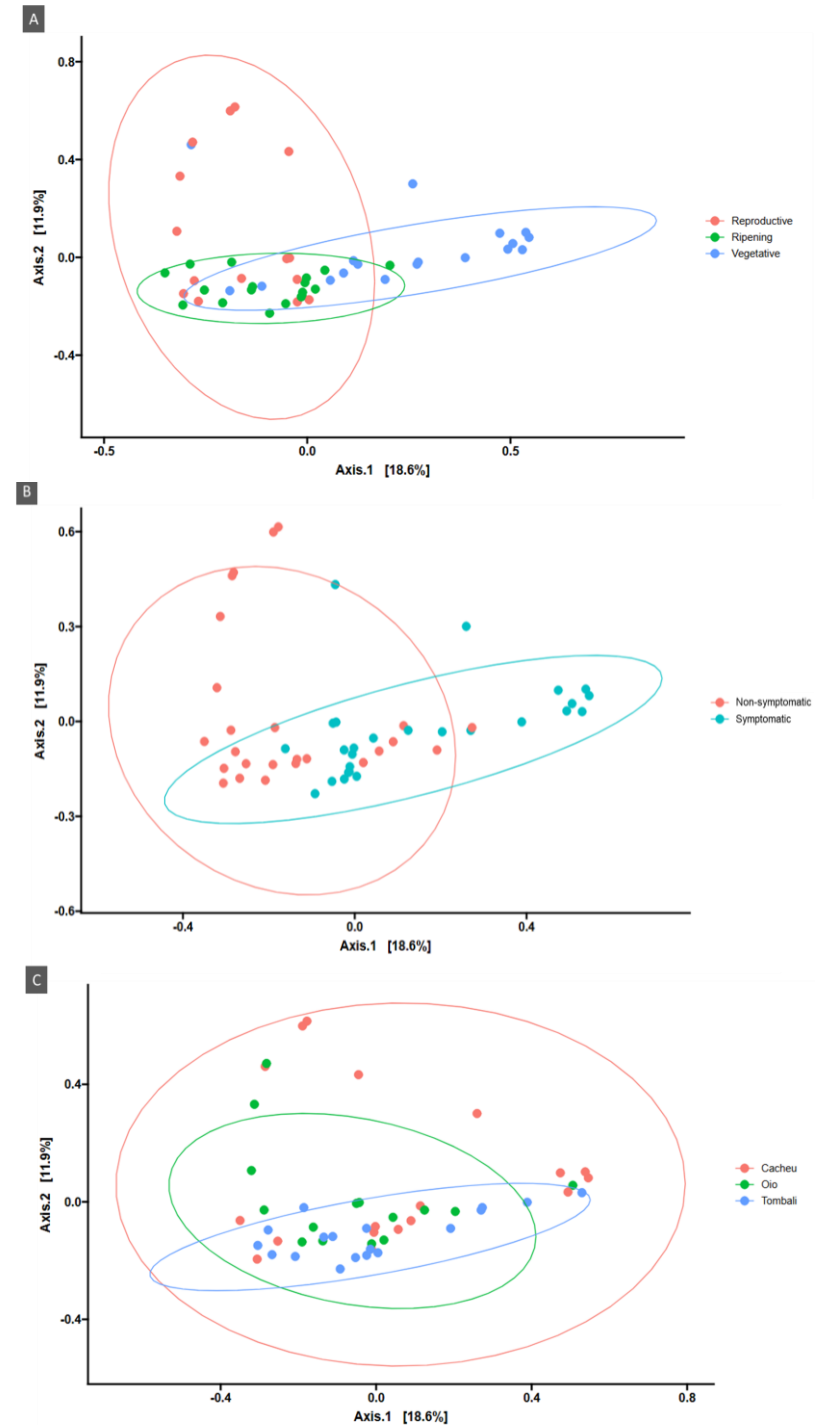 A
0.8
0.4
0.0
-0.4
Axis.2 [11.9%]
-0.5
0.0
0.5
Axis.1 [18.6%]
Reproductive
Ripening
Vegetative
B
0.6
0.3
0.0
-0.3
-0.6
Axis.2 [11.9%]
-0.4
0.0
0.4
Axis.1 [18.6%]
Non-symptomatic
Symptomatic
C
0.4
0.0
-0.4
Axis.2 [11.9%]
-0.4
0.0
0.4
0.8
Axis.1 [18.6%]
Cacheu
Oio
Tombali